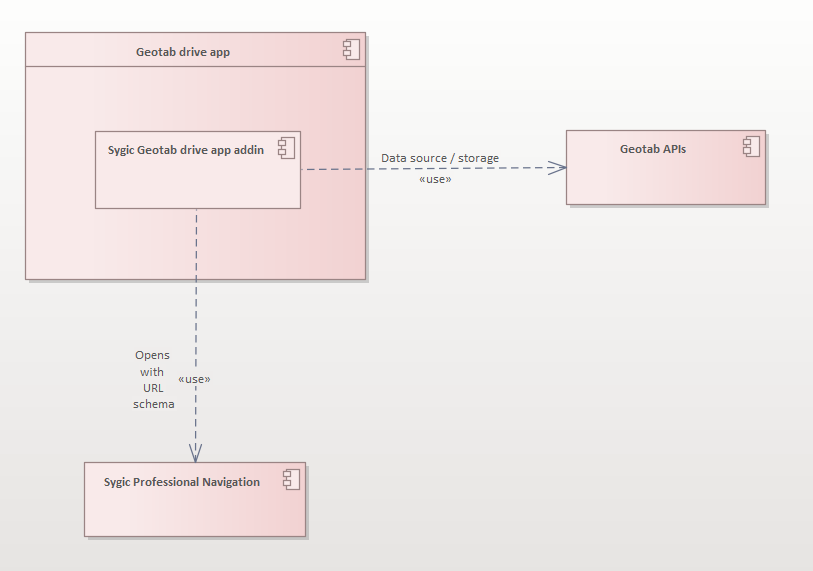 Geotab drive app
Sygic Geotab drive app addin
Data source / storage
«use»
Geotab APIs
Opens
with
URL
schema
«use»
Sygic Professional Navigation